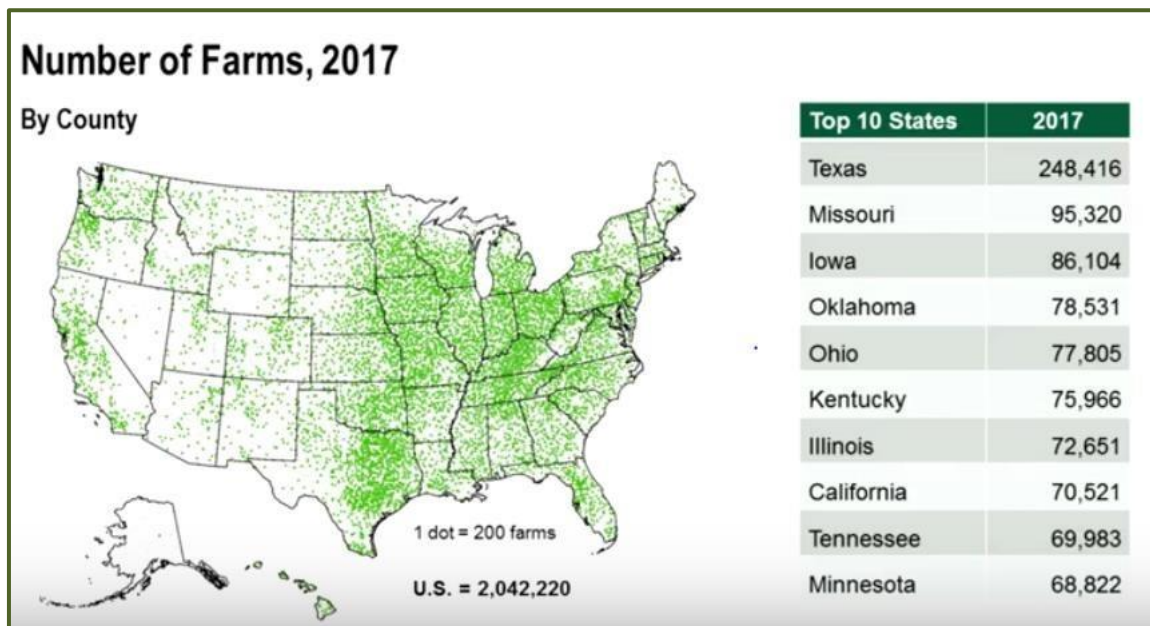 Number of Farms, 2017
By County
1 dot = 200 farms
U.S. = 2,042,220
Top 10 States 2017
Texas 248,416
Missouri 95,320
Iowa 86,104
Oklahoma 78,531
Ohio 77,805
Kentucky 75,966
Illinois 72,651
California 70,521
Tennessee 69,983
Minnesota 68,822